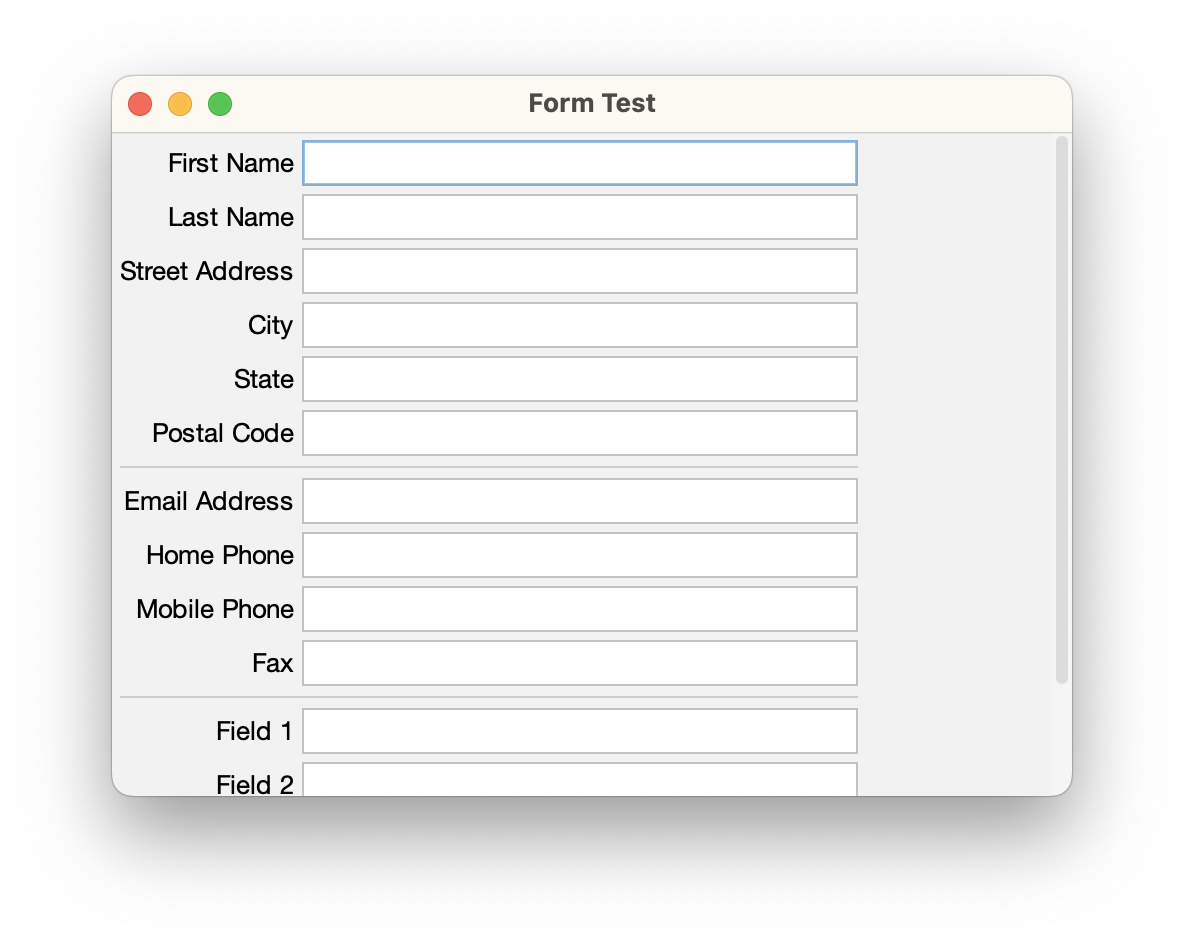 Form Test
First Name
Last Name
Street Address
City
State
Postal Code
Email Address
Home Phone
Mobile Phone
Fax
Field 1
Field 2